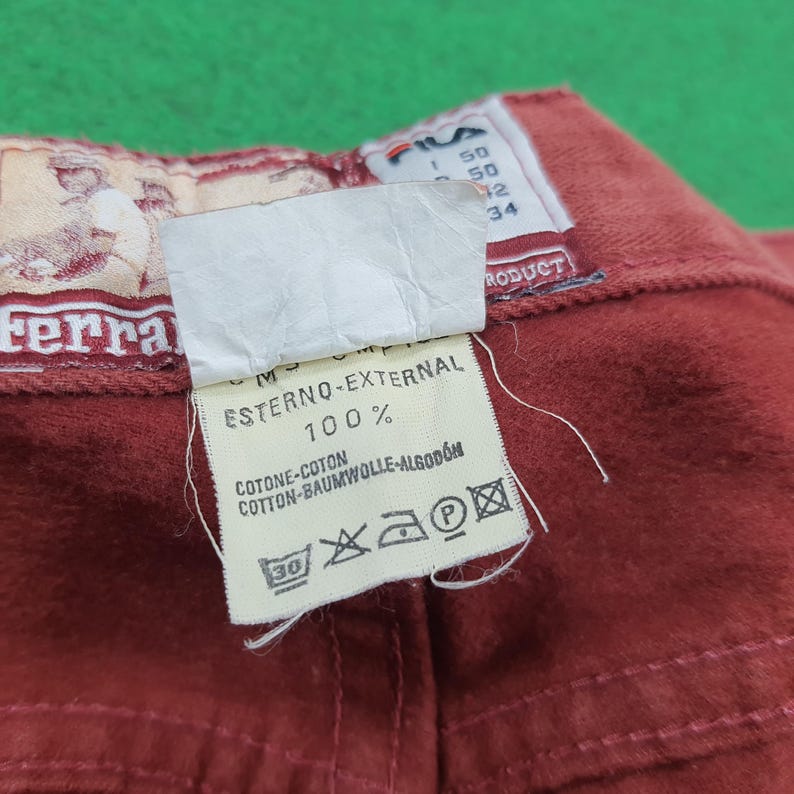 FILA
I 50
50
42
34
PRODUCT
ferrar
ESTERNO-EXTERNAL
100%
COTONE-COTON
COTTON-BAUMWOLLE-ALGODÓN
30
P